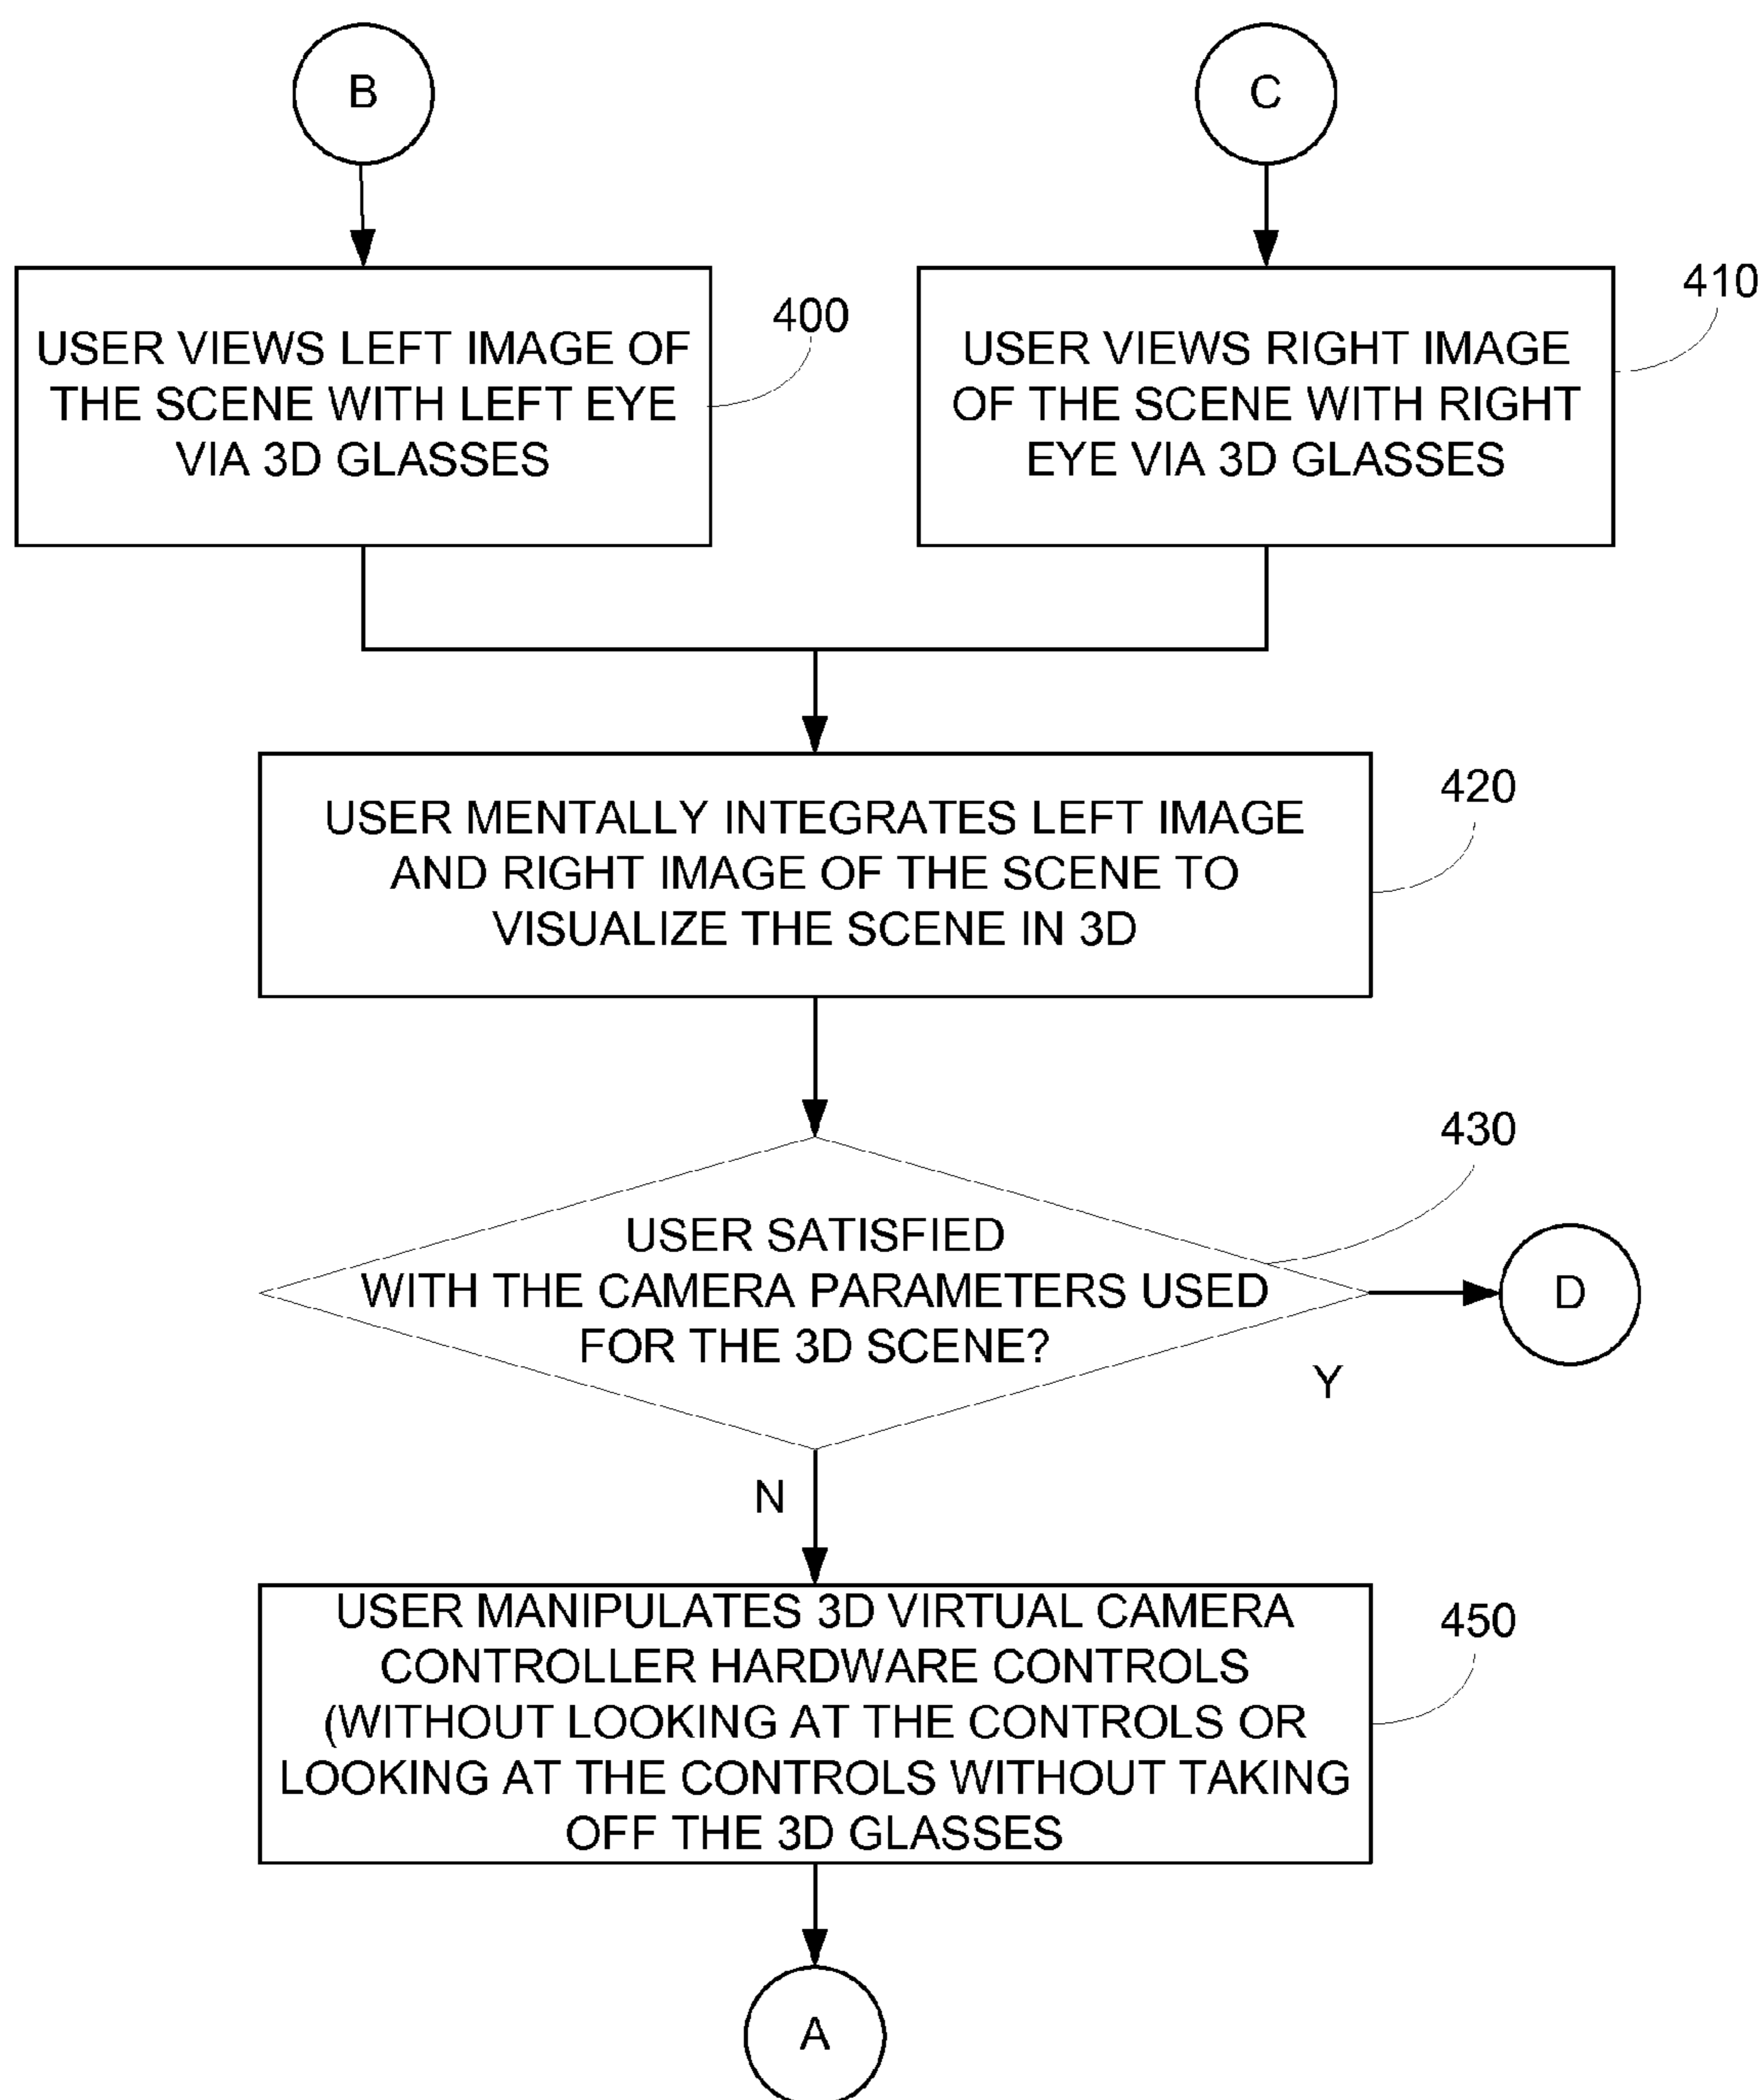 B
C
USER VIEWS LEFT IMAGE OF
THE SCENE WITH LEFT EYE
VIA 3D GLASSES
400
USER VIEWS RIGHT IMAGE
OF THE SCENE WITH RIGHT
EYE VIA 3D GLASSES
410
USER MENTALLY INTEGRATES LEFT IMAGE
AND RIGHT IMAGE OF THE SCENE TO
VISUALIZE THE SCENE IN 3D
420
430
USER SATISFIED
WITH THE CAMERA PARAMETERS USED
FOR THE 3D SCENE?
D
Y
N
USER MANIPULATES 3D VIRTUAL CAMERA
CONTROLLER HARDWARE CONTROLS
(WITHOUT LOOKING AT THE CONTROLS OR
LOOKING AT THE CONTROLS WITHOUT TAKING
OFF THE 3D GLASSES
450
A